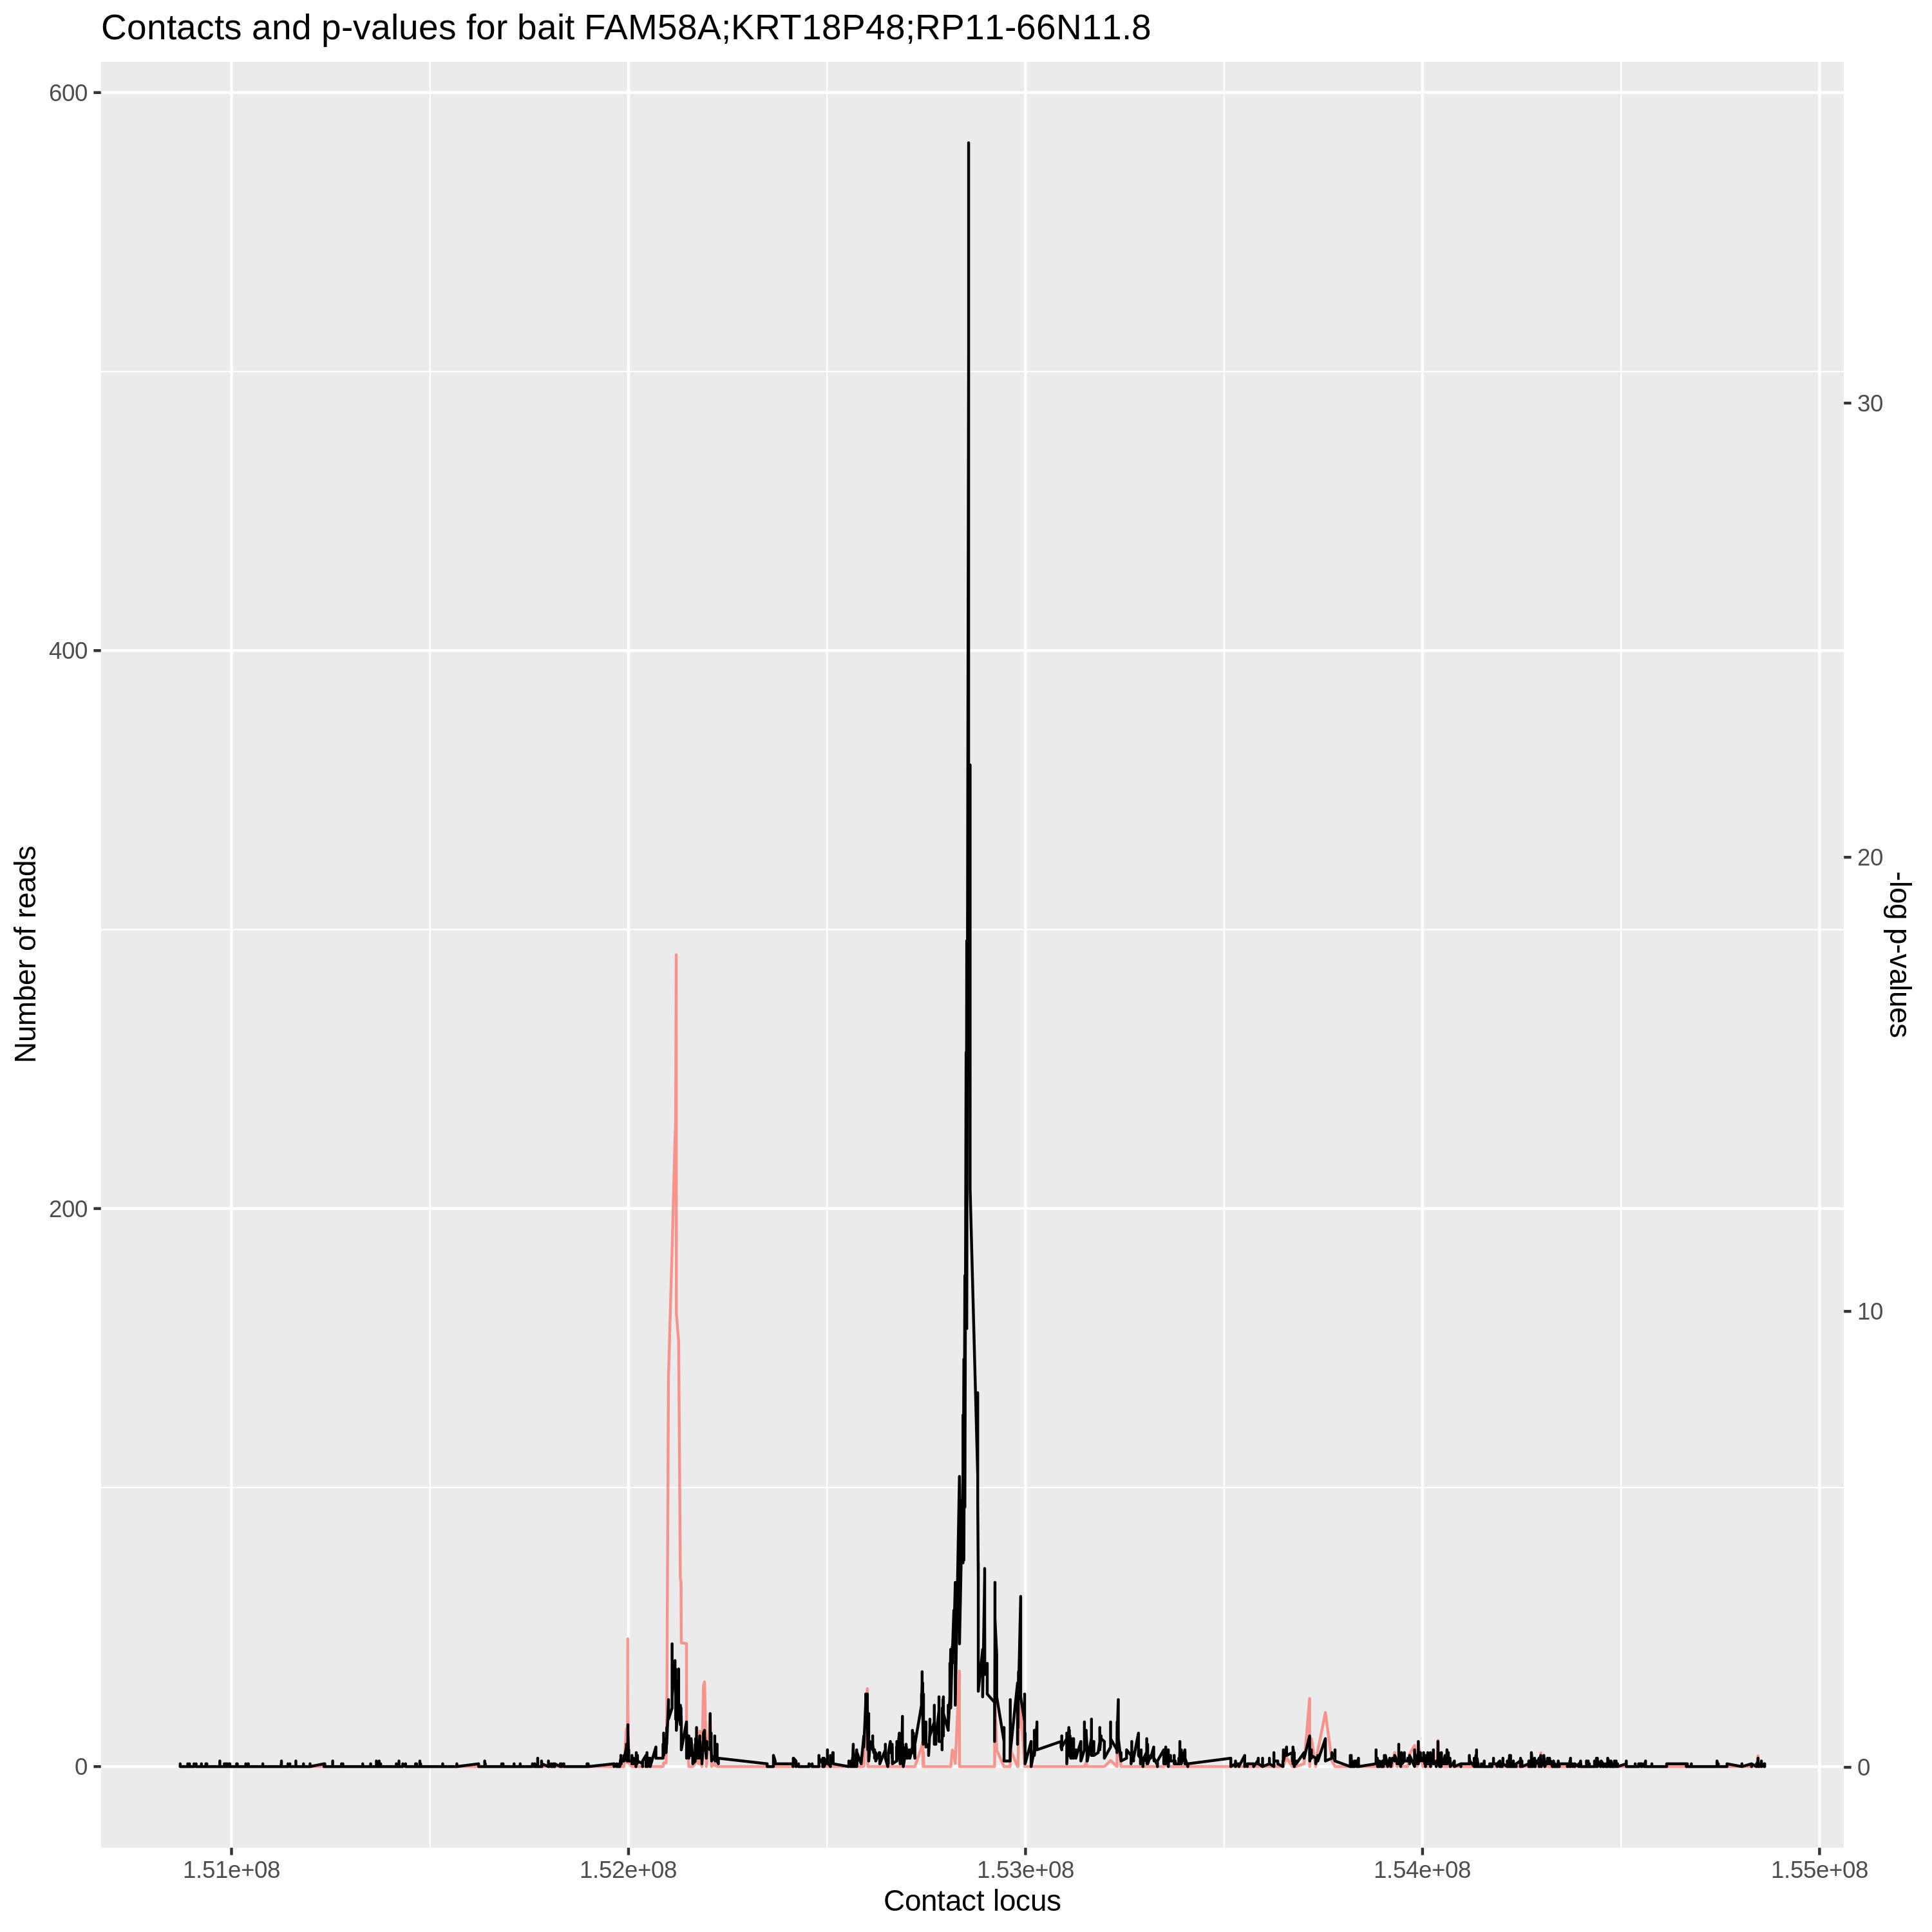 Contacts and p-values for bait FAM58A;KRT18P48;RP11-66N11.8
600
400
200
0
Number of reads
30
20
10
0
-log p-values
1.51e+08
1.52e+08
1.53e+08
1.54e+08
1.55e+08
Contact locus